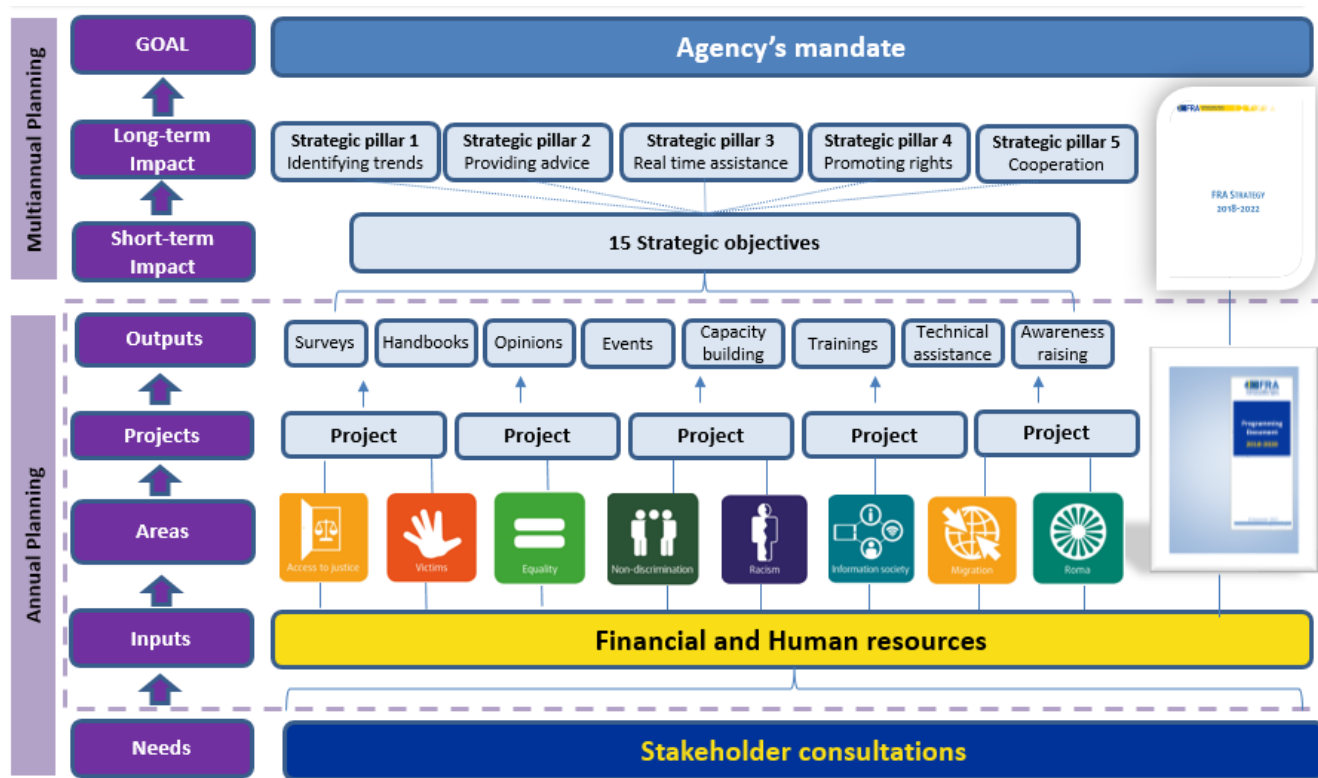 Multiannual Planning
GOAL
Agency's mandate
FRA
Long-term
Impact
Strategic pillar 1
Identifying trends
Strategic pillar 2
Providing advice
Strategic pillar 3
Real time assistance
Strategic pillar 4
Promoting rights
Strategic pillar 5
Cooperation
FRA STRATEGY
2018-2022
Short-term
Impact
15 Strategic objectives
Annual Planning
Outputs
Surveys
Handbooks
Opinions
Events
Capacity
building
Trainings
Technical
assistance
Awareness
raising
FRA
Programming
Document
2018-2020
Projects
Project
Project
Project
Project
Project
Areas
Access to justice
Victims
Equality
Non-discrimination
Racism
Information society
Migration
Roma
Inputs
Financial and Human resources
Needs
Stakeholder consultations